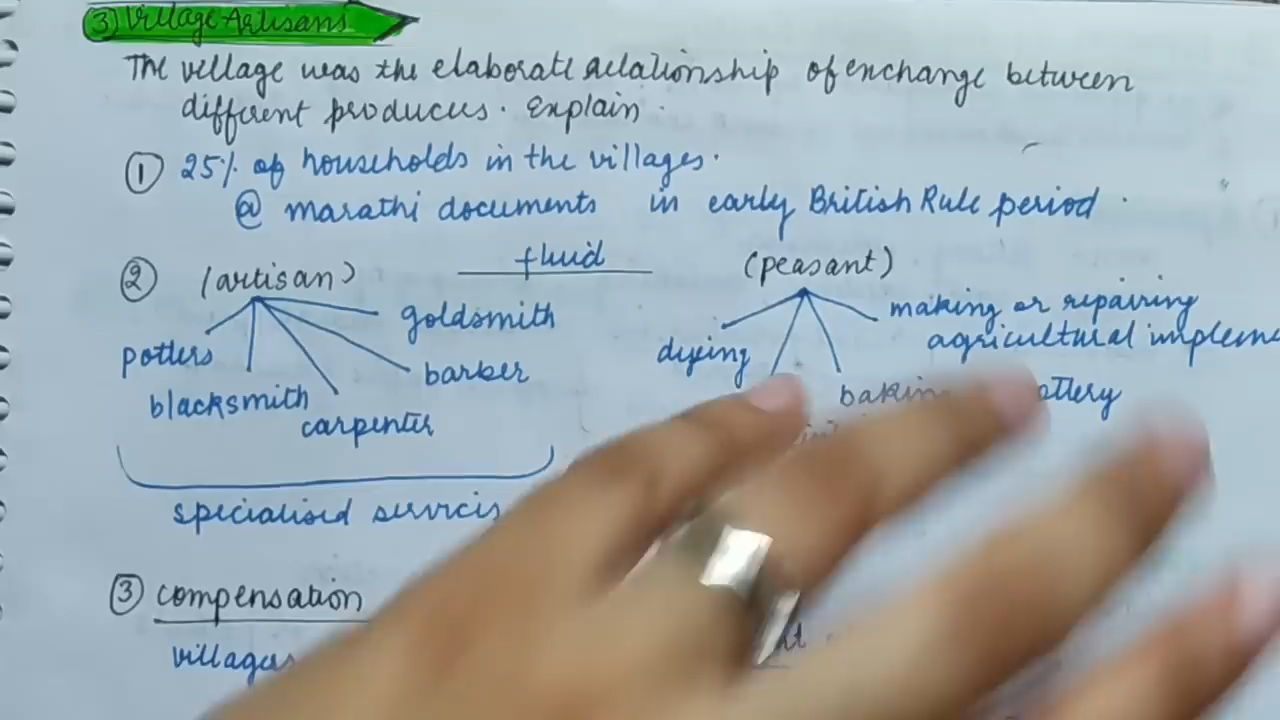 ③ Village Artisans
The village was the elaborate relationship of exchange between
different producers. Explain.
① 25% of households in the villages.
@ marathi documents in early British Rule period.
② (artisan) fluid (peasant)
goldsmith making or repairing
potters dyeing agricultural impleme
blacksmith barker baking
carpenter
specialised services
③ compensation
villages